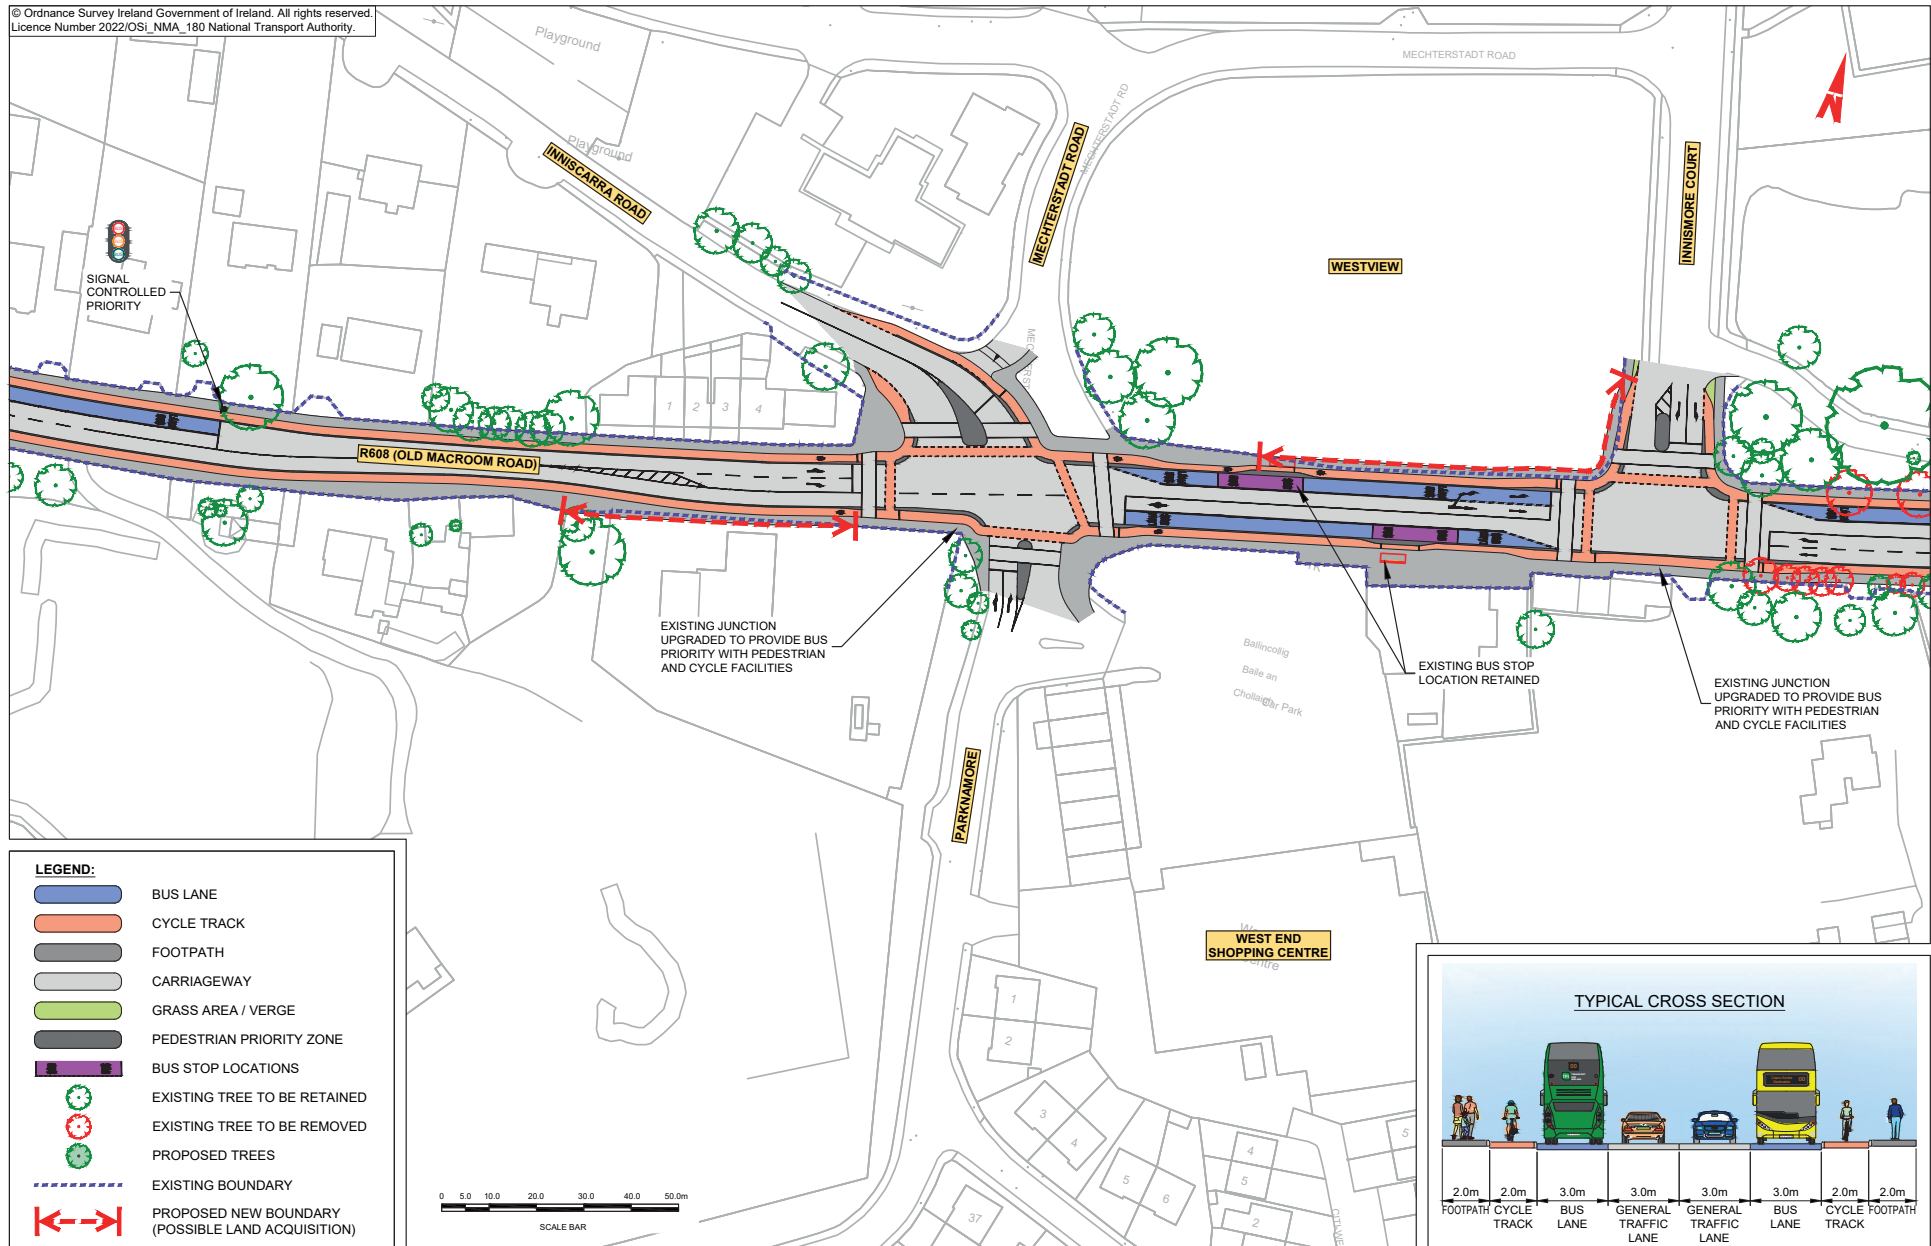 © Ordnance Survey Ireland Government of Ireland. All rights reserved.
Licence Number 2022/OSi_NMA_180 National Transport Authority.
Playground
Playground
MECHTERSTADT ROAD
MECHTERSTADT RD
INNISCARRA ROAD
MECHTERSTADT ROAD
INNISMORE COURT
WESTVIEW
SIGNAL
CONTROLLED
PRIORITY
1 2 3 4
R608 (OLD MACROOM ROAD)
EXISTING JUNCTION
UPGRADED TO PROVIDE BUS
PRIORITY WITH PEDESTRIAN
AND CYCLE FACILITIES
Ballincollig
Baile an
Chollaigh
Car Park
EXISTING BUS STOP
LOCATION RETAINED
EXISTING JUNCTION
UPGRADED TO PROVIDE BUS
PRIORITY WITH PEDESTRIAN
AND CYCLE FACILITIES
PARKNAMORE
WEST END
SHOPPING CENTRE
1
2
3
4
5
6
4
5
2
5
37
LEGEND:
BUS LANE
CYCLE TRACK
FOOTPATH
CARRIAGEWAY
GRASS AREA / VERGE
PEDESTRIAN PRIORITY ZONE
BUS STOP LOCATIONS
EXISTING TREE TO BE RETAINED
EXISTING TREE TO BE REMOVED
PROPOSED TREES
EXISTING BOUNDARY
PROPOSED NEW BOUNDARY
(POSSIBLE LAND ACQUISITION)
0 5.0 10.0 20.0 30.0 40.0 50.0m
SCALE BAR
TYPICAL CROSS SECTION
2.0m 2.0m 3.0m 3.0m 3.0m 3.0m 2.0m 2.0m
FOOTPATH CYCLE TRACK BUS LANE GENERAL TRAFFIC LANE GENERAL TRAFFIC LANE BUS LANE CYCLE TRACK FOOTPATH